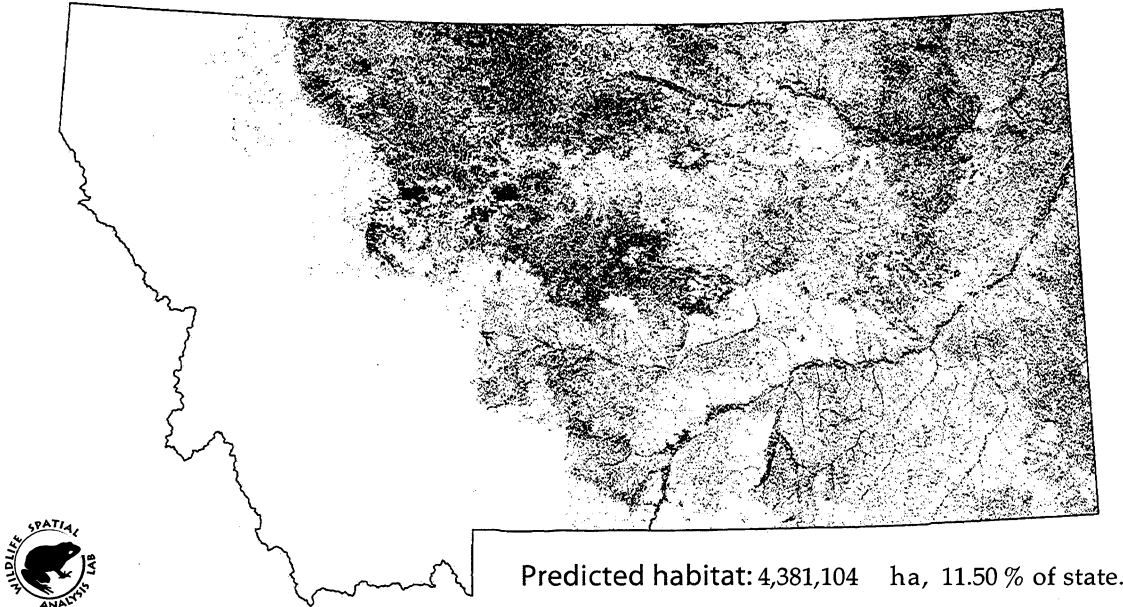 WILDLIFE SPATIAL ANALYSIS LAB
Predicted habitat: 4,381,104 ha, 11.50 % of state.